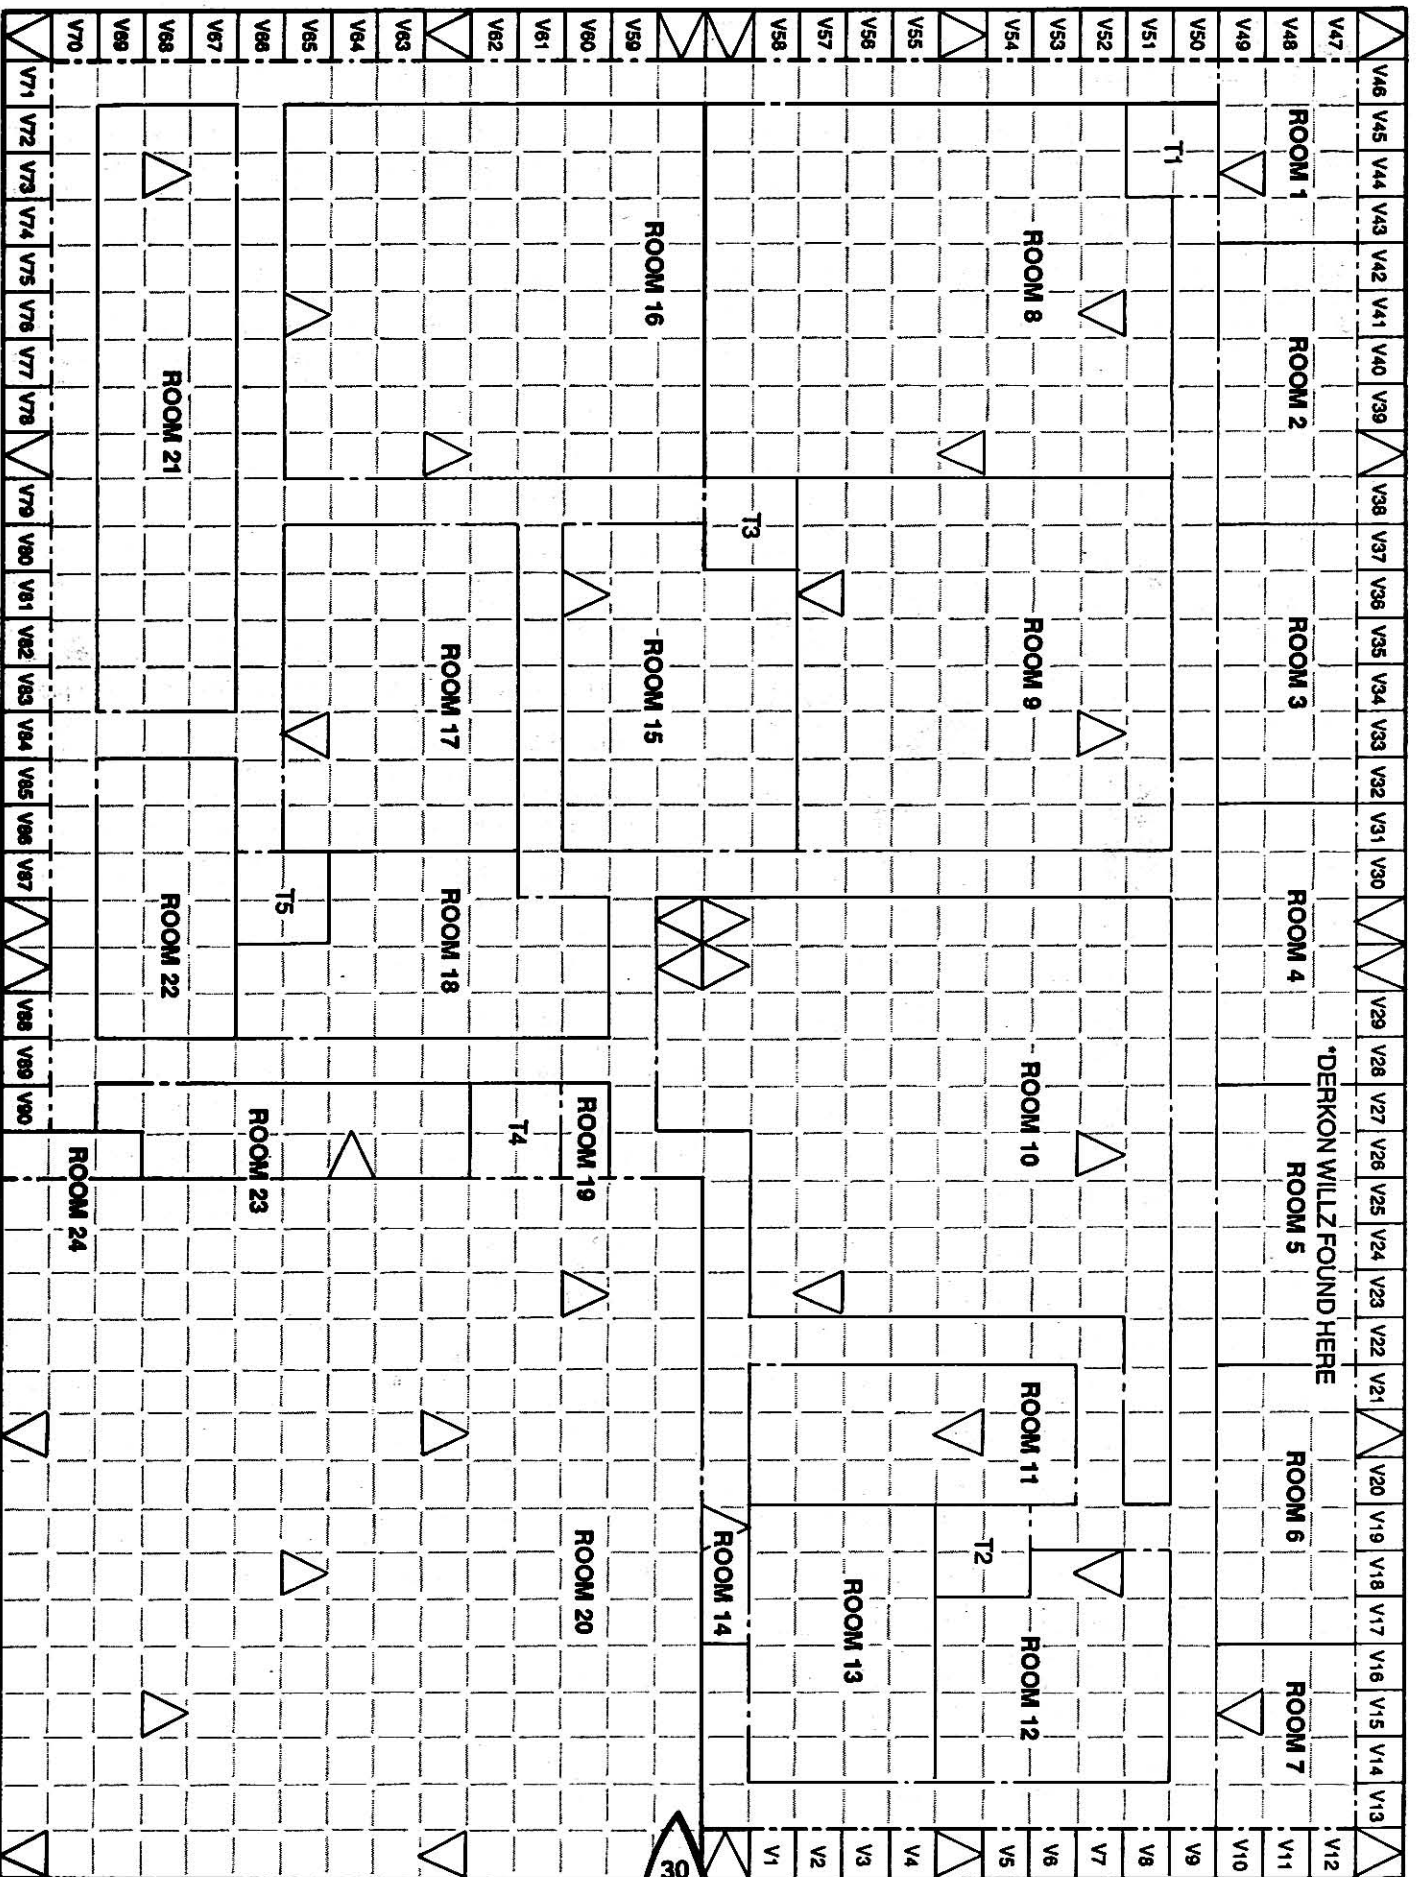 V46 V45 V44 V43 V42 V41 V40 V39 V38 V37 V36 V35 V34 V33 V32 V31 V30 V29 V28 V27 V26 V25 V24 V23 V22 V21 V20 V19 V18 V17 V16 V15 V14 V13
V47 *DERKON WILLZ FOUND HERE V12
V48 ROOM 1 ROOM 2 ROOM 3 ROOM 4 ROOM 5 ROOM 6 ROOM 7 V11
V49 V10
V50 V9
T1
V51 V8
V52 V7
V53 V6
ROOM 8 ROOM 9 ROOM 10 ROOM 11 ROOM 12
V54 V5
T2
V55 V4
V56 V3
ROOM 13
V57 V2
V58 V1
T3
ROOM 14
30
ROOM 16 ROOM 15
V59
V60 ROOM 19 ROOM 20
V61
T4
V62
ROOM 17 ROOM 18
V63
V64
V65
T5
V66 ROOM 23
V67
V68 ROOM 21 ROOM 22
V69
V70 ROOM 24
V71 V72 V73 V74 V75 V76 V77 V78 V79 V80 V81 V82 V83 V84 V85 V86 V87 V88 V89 V90